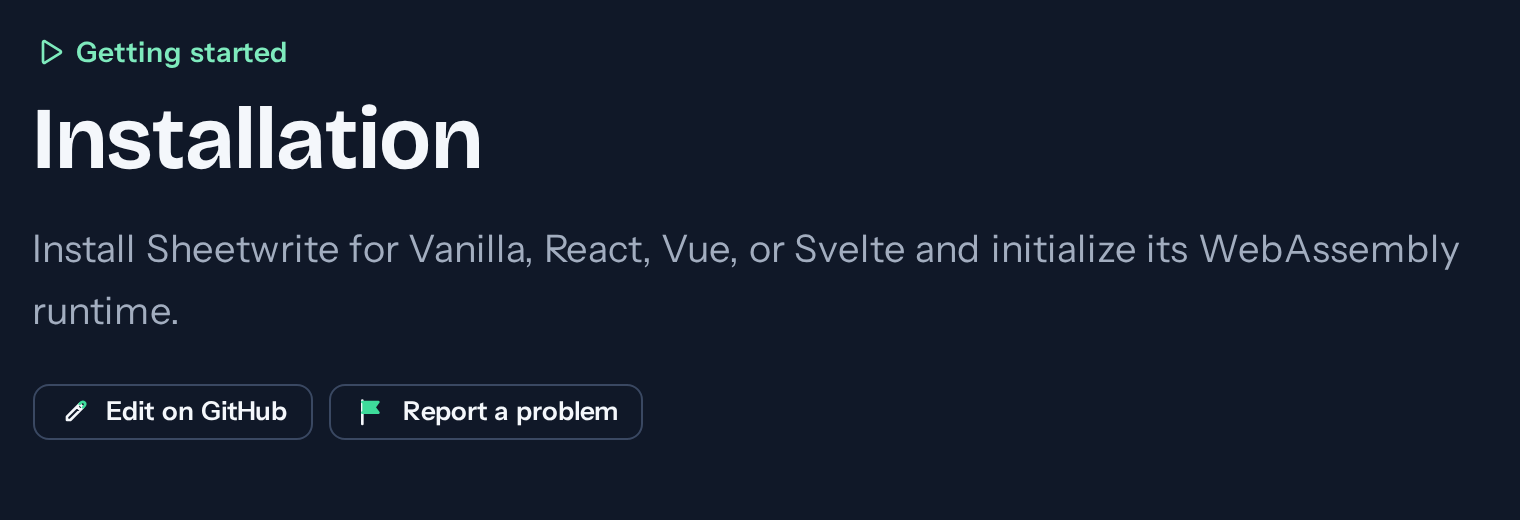 Getting started
Installation
Install Sheetwrite for Vanilla, React, Vue, or Svelte and initialize its WebAssembly
runtime.
Edit on GitHub
Report a problem